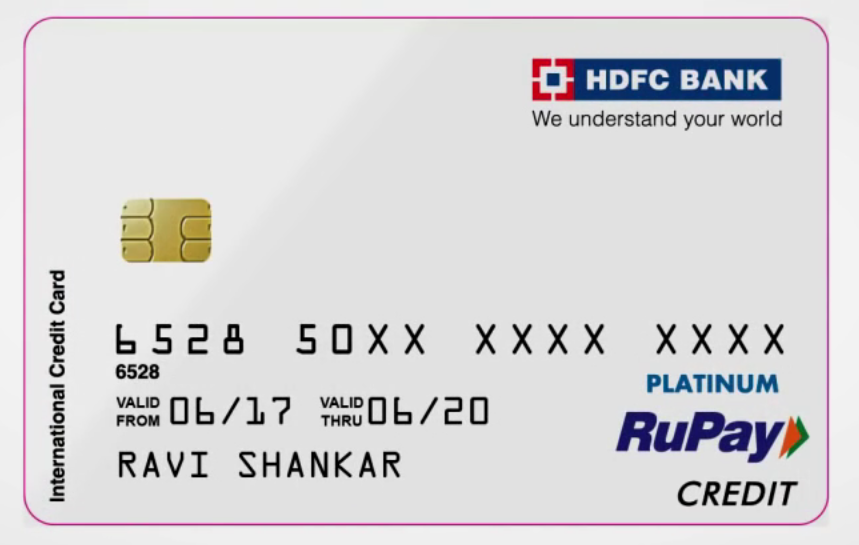 HDFC BANK
We understand your world
International Credit Card
6528 50XX XXXX XXXX
6528
PLATINUM
VALID FROM 06/17 VALID THRU 06/20
RuPay
RAVI SHANKAR
CREDIT